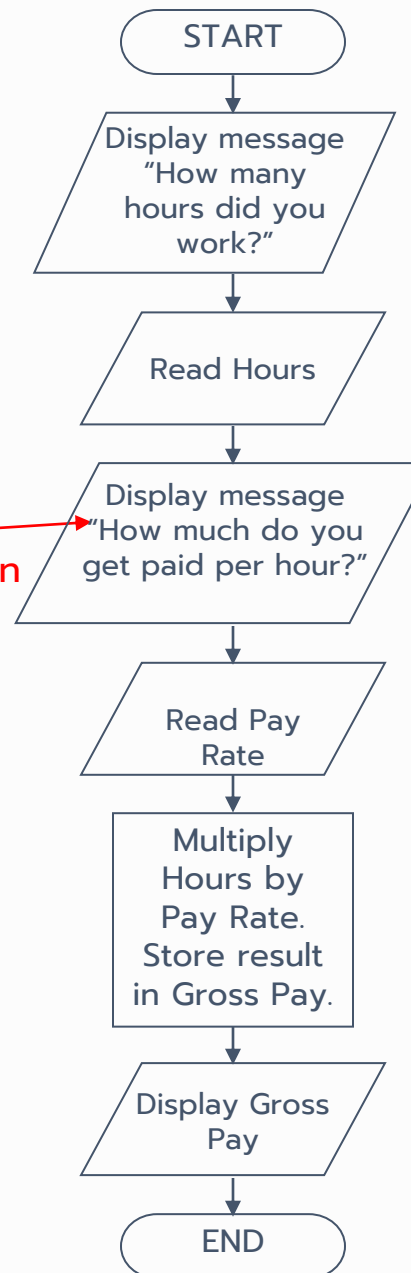 START
Display message
“How many
hours did you
work?”
Read Hours
Display message
“How much do you
get paid per hour?”
Read Pay
Rate
Multiply
Hours by
Pay Rate.
Store result
in Gross Pay.
Display Gross
Pay
END